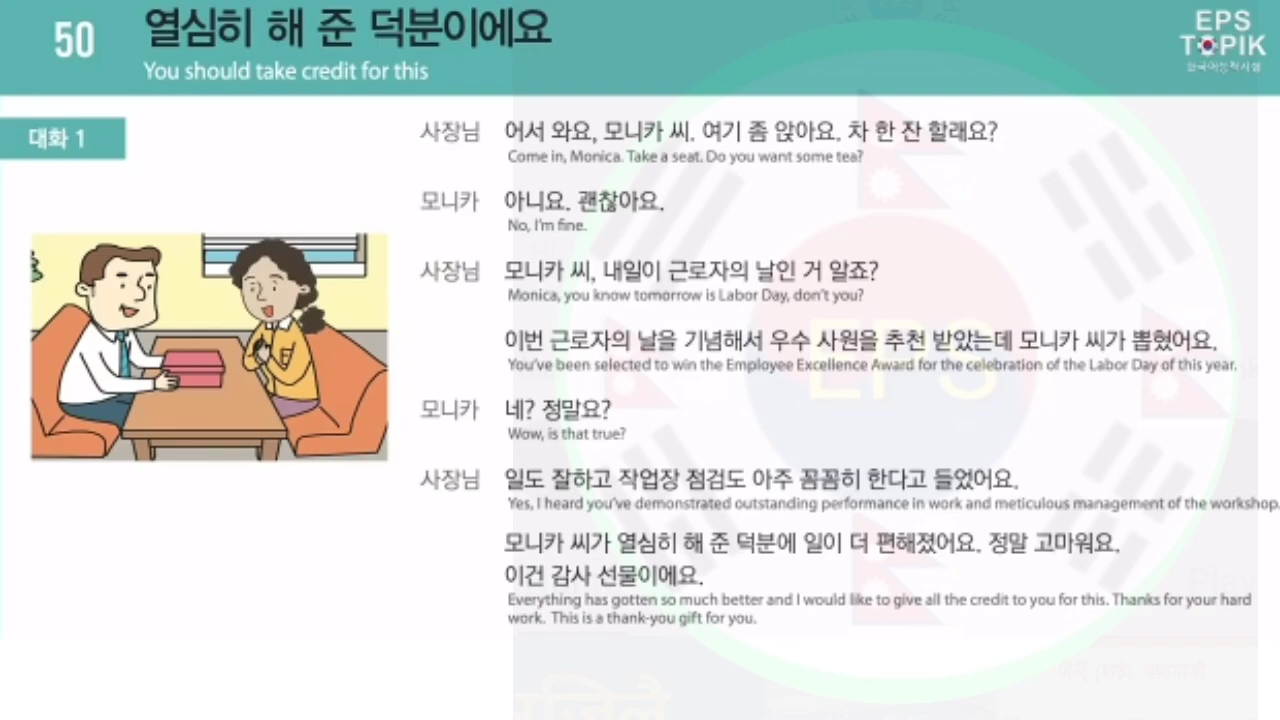 50
열심히 해 준 덕분이에요
You should take credit for this
EPS
TOPIK
한국어능력시험
대화 1
사장님 어서 와요, 모니카 씨. 여기 좀 앉아요. 차 한 잔 할래요?
Come in, Monica. Take a seat. Do you want some tea?
모니카 아니요. 괜찮아요.
No, I'm fine.
사장님 모니카 씨, 내일이 근로자의 날인 거 알죠?
Monica, you know tomorrow is Labor Day, don't you?
이번 근로자의 날을 기념해서 우수 사원을 추천 받았는데 모니카 씨가 뽑혔어요.
You've been selected to win the Employee Excellence Award for the celebration of the Labor Day of this year.
EPS
모니카 네? 정말요?
Wow, is that true?
사장님 일도 잘하고 작업장 점검도 아주 꼼꼼히 한다고 들었어요.
Yes, I heard you've demonstrated outstanding performance in work and meticulous management of the workshop.
모니카 씨가 열심히 해 준 덕분에 일이 더 편해졌어요. 정말 고마워요.
이건 감사 선물이에요.
Play
Everything has gotten so much better and I would like to give all the credit to you for this. Thanks for your hard
work. This is a thank-you gift for you.